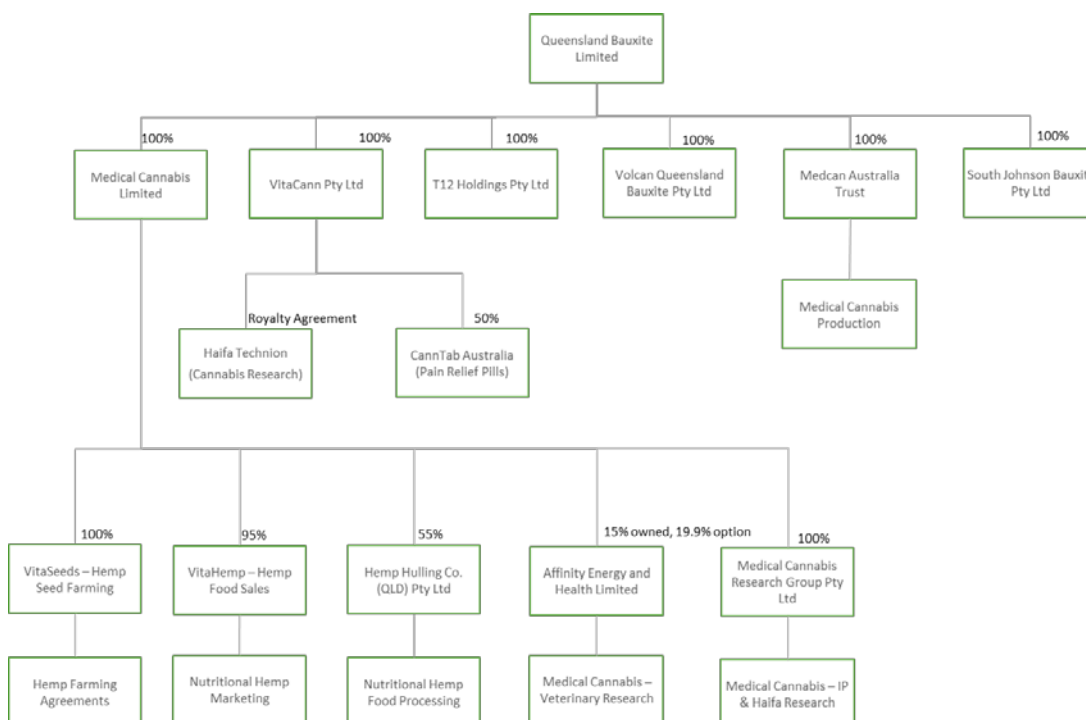 Queensland Bauxite
Limited
100%
100%
100%
100%
100%
100%
Medical Cannabis
Limited
VitaCann Pty Ltd
T12 Holdings Pty Ltd
Volcan Queensland
Bauxite Pty Ltd
Medcan Australia
Trust
South Johnson Bauxite
Pty Ltd
Royalty Agreement
50%
Haifa Technion
(Cannabis Research)
CannTab Australia
(Pain Relief Pills)
Medical Cannabis
Production
100%
95%
55%
15% owned, 19.9% option
100%
VitaSeeds – Hemp
Seed Farming
VitaHemp – Hemp
Food Sales
Hemp Hulling Co.
(QLD) Pty Ltd
Affinity Energy and
Health Limited
Medical Cannabis
Research Group Pty
Ltd
Hemp Farming
Agreements
Nutritional Hemp
Marketing
Nutritional Hemp
Food Processing
Medical Cannabis –
Veterinary Research
Medical Cannabis – IP
& Haifa Research